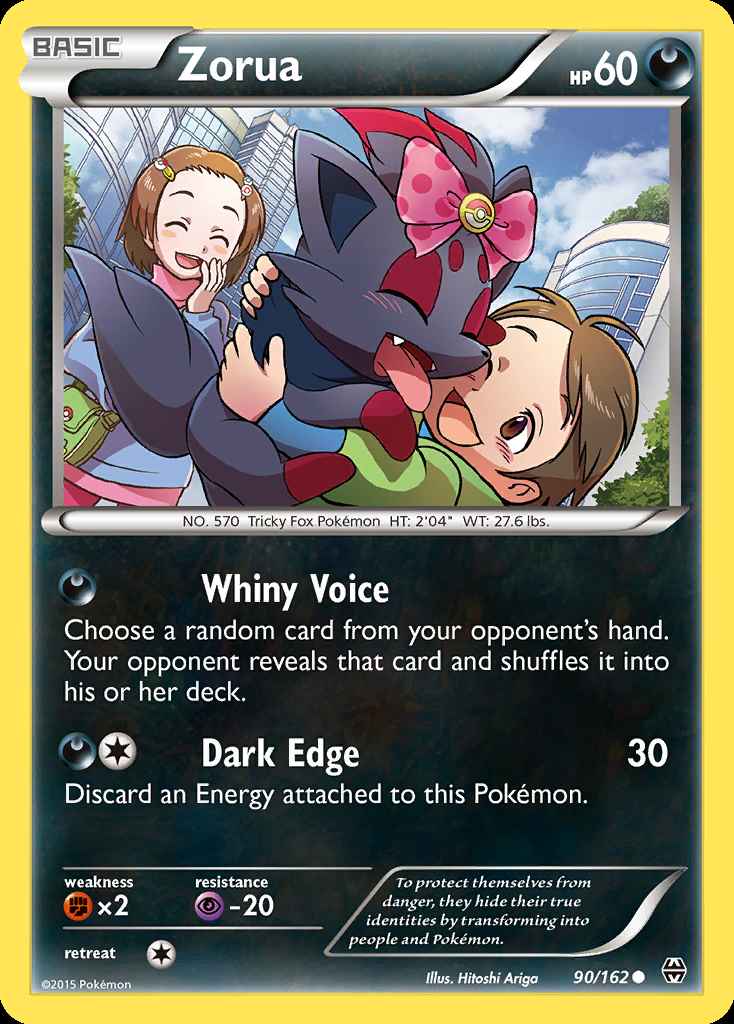 BASIC
Zorua
HP60
NO. 570 Tricky Fox Pokémon HT: 2'04" WT: 27.6 lbs.
Whiny Voice
Choose a random card from your opponent's hand.
Your opponent reveals that card and shuffles it into
his or her deck.
Dark Edge 30
Discard an Energy attached to this Pokémon.
weakness resistance
×2 -20
retreat
To protect themselves from
danger, they hide their true
identities by transforming into
people and Pokémon.
©2015 Pokémon
Illus. Hitoshi Ariga 90/162